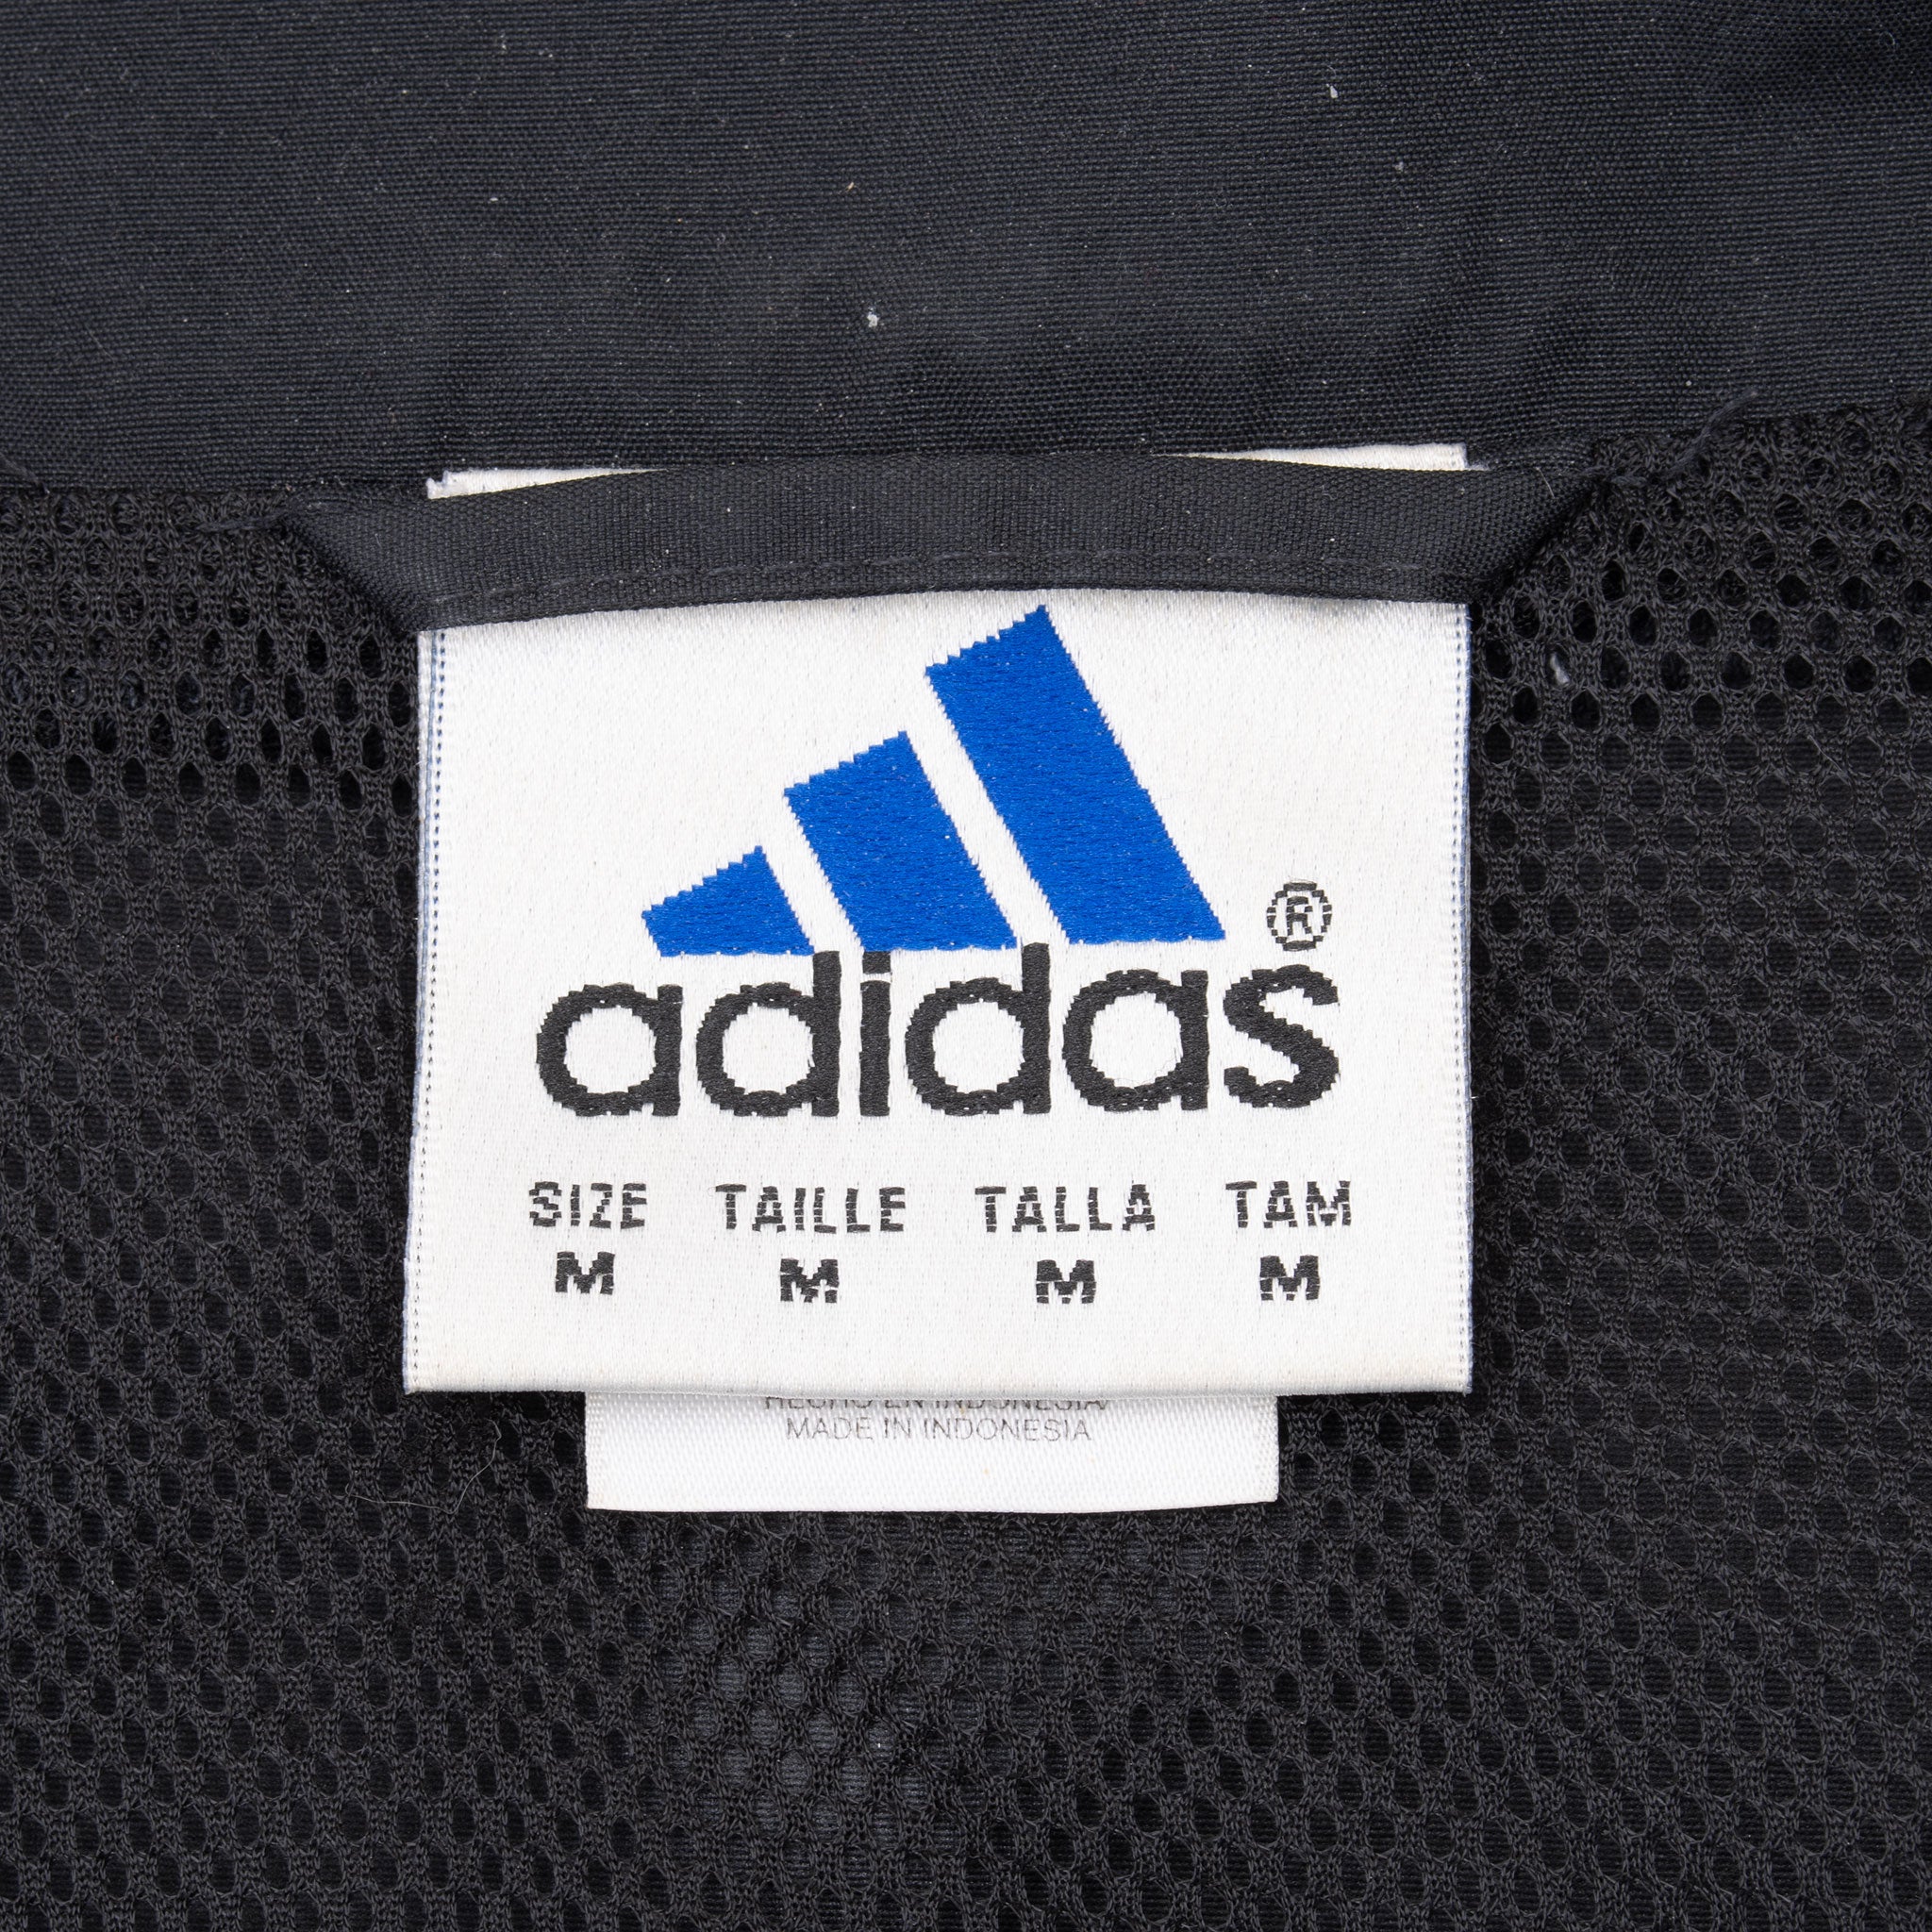 ®
adidas
SIZE TAILLE TALLA TAM
M M M M
HECHO EN INDONESIA
MADE IN INDONESIA